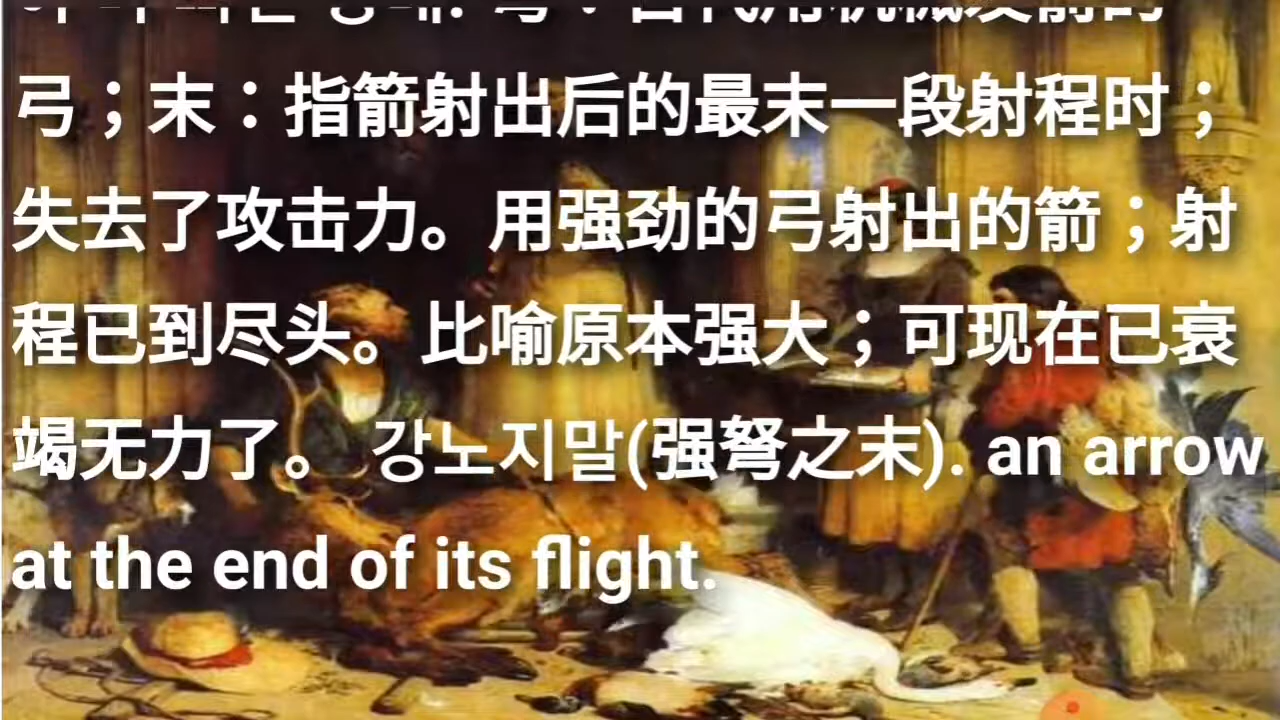 弓；末：指箭射出后的最末一段射程时；
失去了攻击力。用强劲的弓射出的箭；射
程已到尽头。比喻原本强大；可现在已衰
竭无力了。 강노지말(强弩之末). an arrow
at the end of its flight.